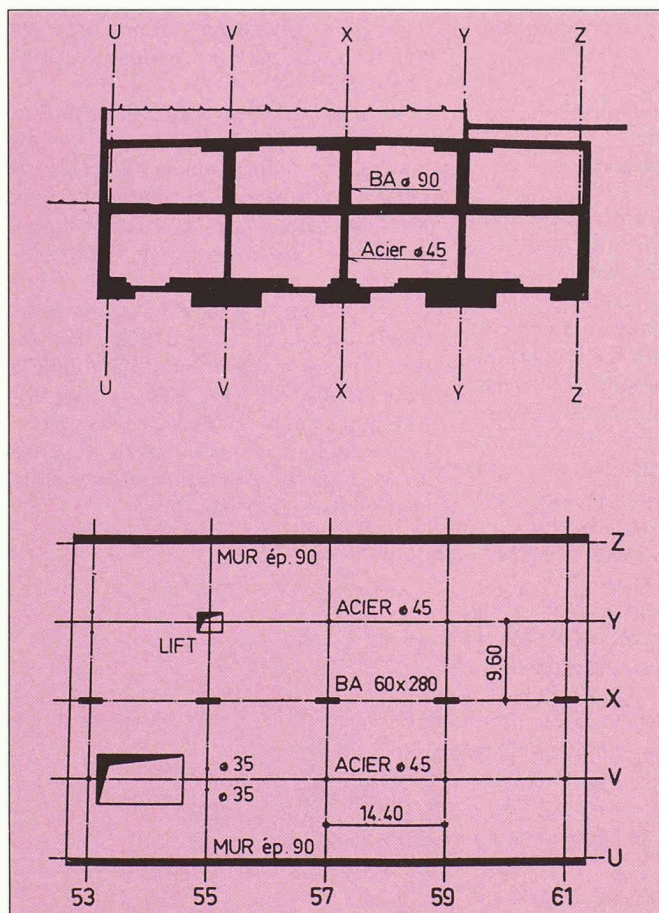 U V X Y Z
BA ø 90
Acier ø 45
U V X Y Z
Z
MUR ép. 90
ACIER ø 45
Y
LIFT
9.60
BA 60x280
X
ø 35
ACIER ø 45
V
ø 35
14.40
MUR ép. 90
U
53 55 57 59 61